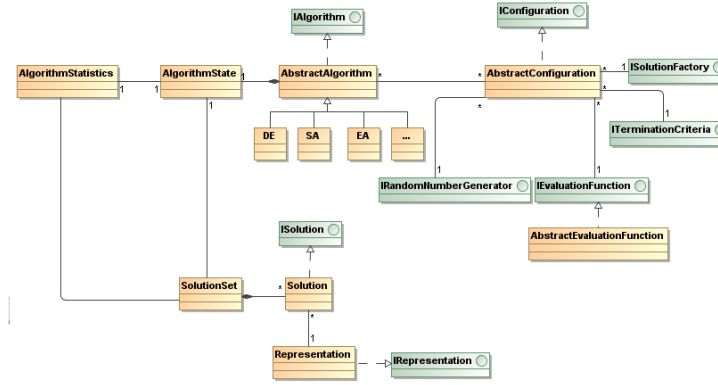 IAlgorithm
IConfiguration
AlgorithmStatistics
AlgorithmState
AbstractAlgorithm
AbstractConfiguration
ISolutionFactory
1
1
1
*
*
*
1
*
*
*
1
1
ITerminationCriteria
DE
SA
EA
...
1
1
IRandomNumberGenerator
IEvaluationFunction
ISolution
AbstractEvaluationFunction
SolutionSet
*
Solution
*
1
Representation
IRepresentation